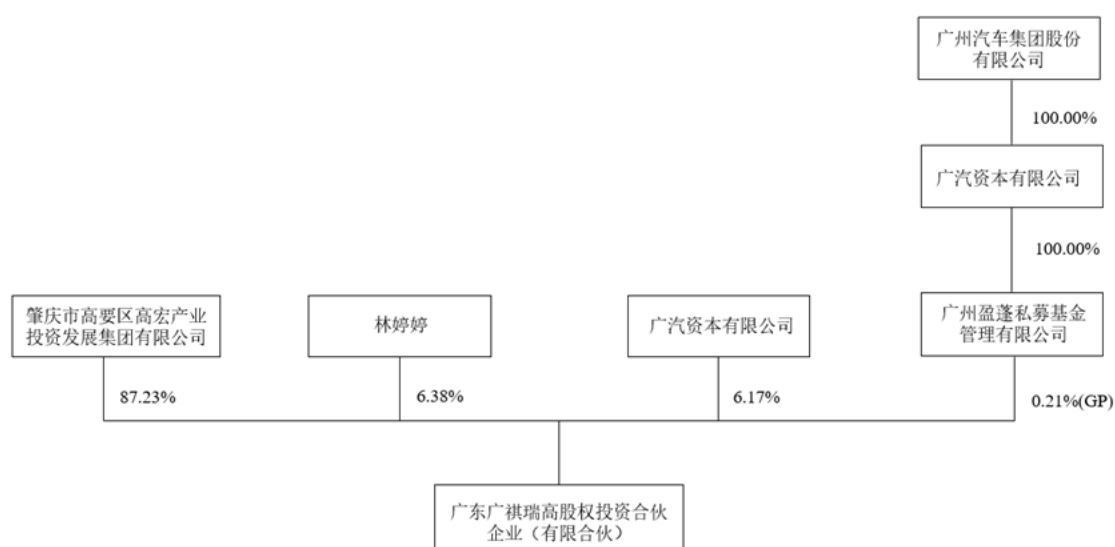 广州汽车集团股份
有限公司
100.00%
广汽资本有限公司
100.00%
肇庆市高要区高宏产业
投资发展集团有限公司
林婷婷
广汽资本有限公司
广州盈蓬私募基金
管理有限公司
87.23%
6.38%
6.17%
0.21%(GP)
广东广祺瑞高股权投资合伙
企业（有限合伙）